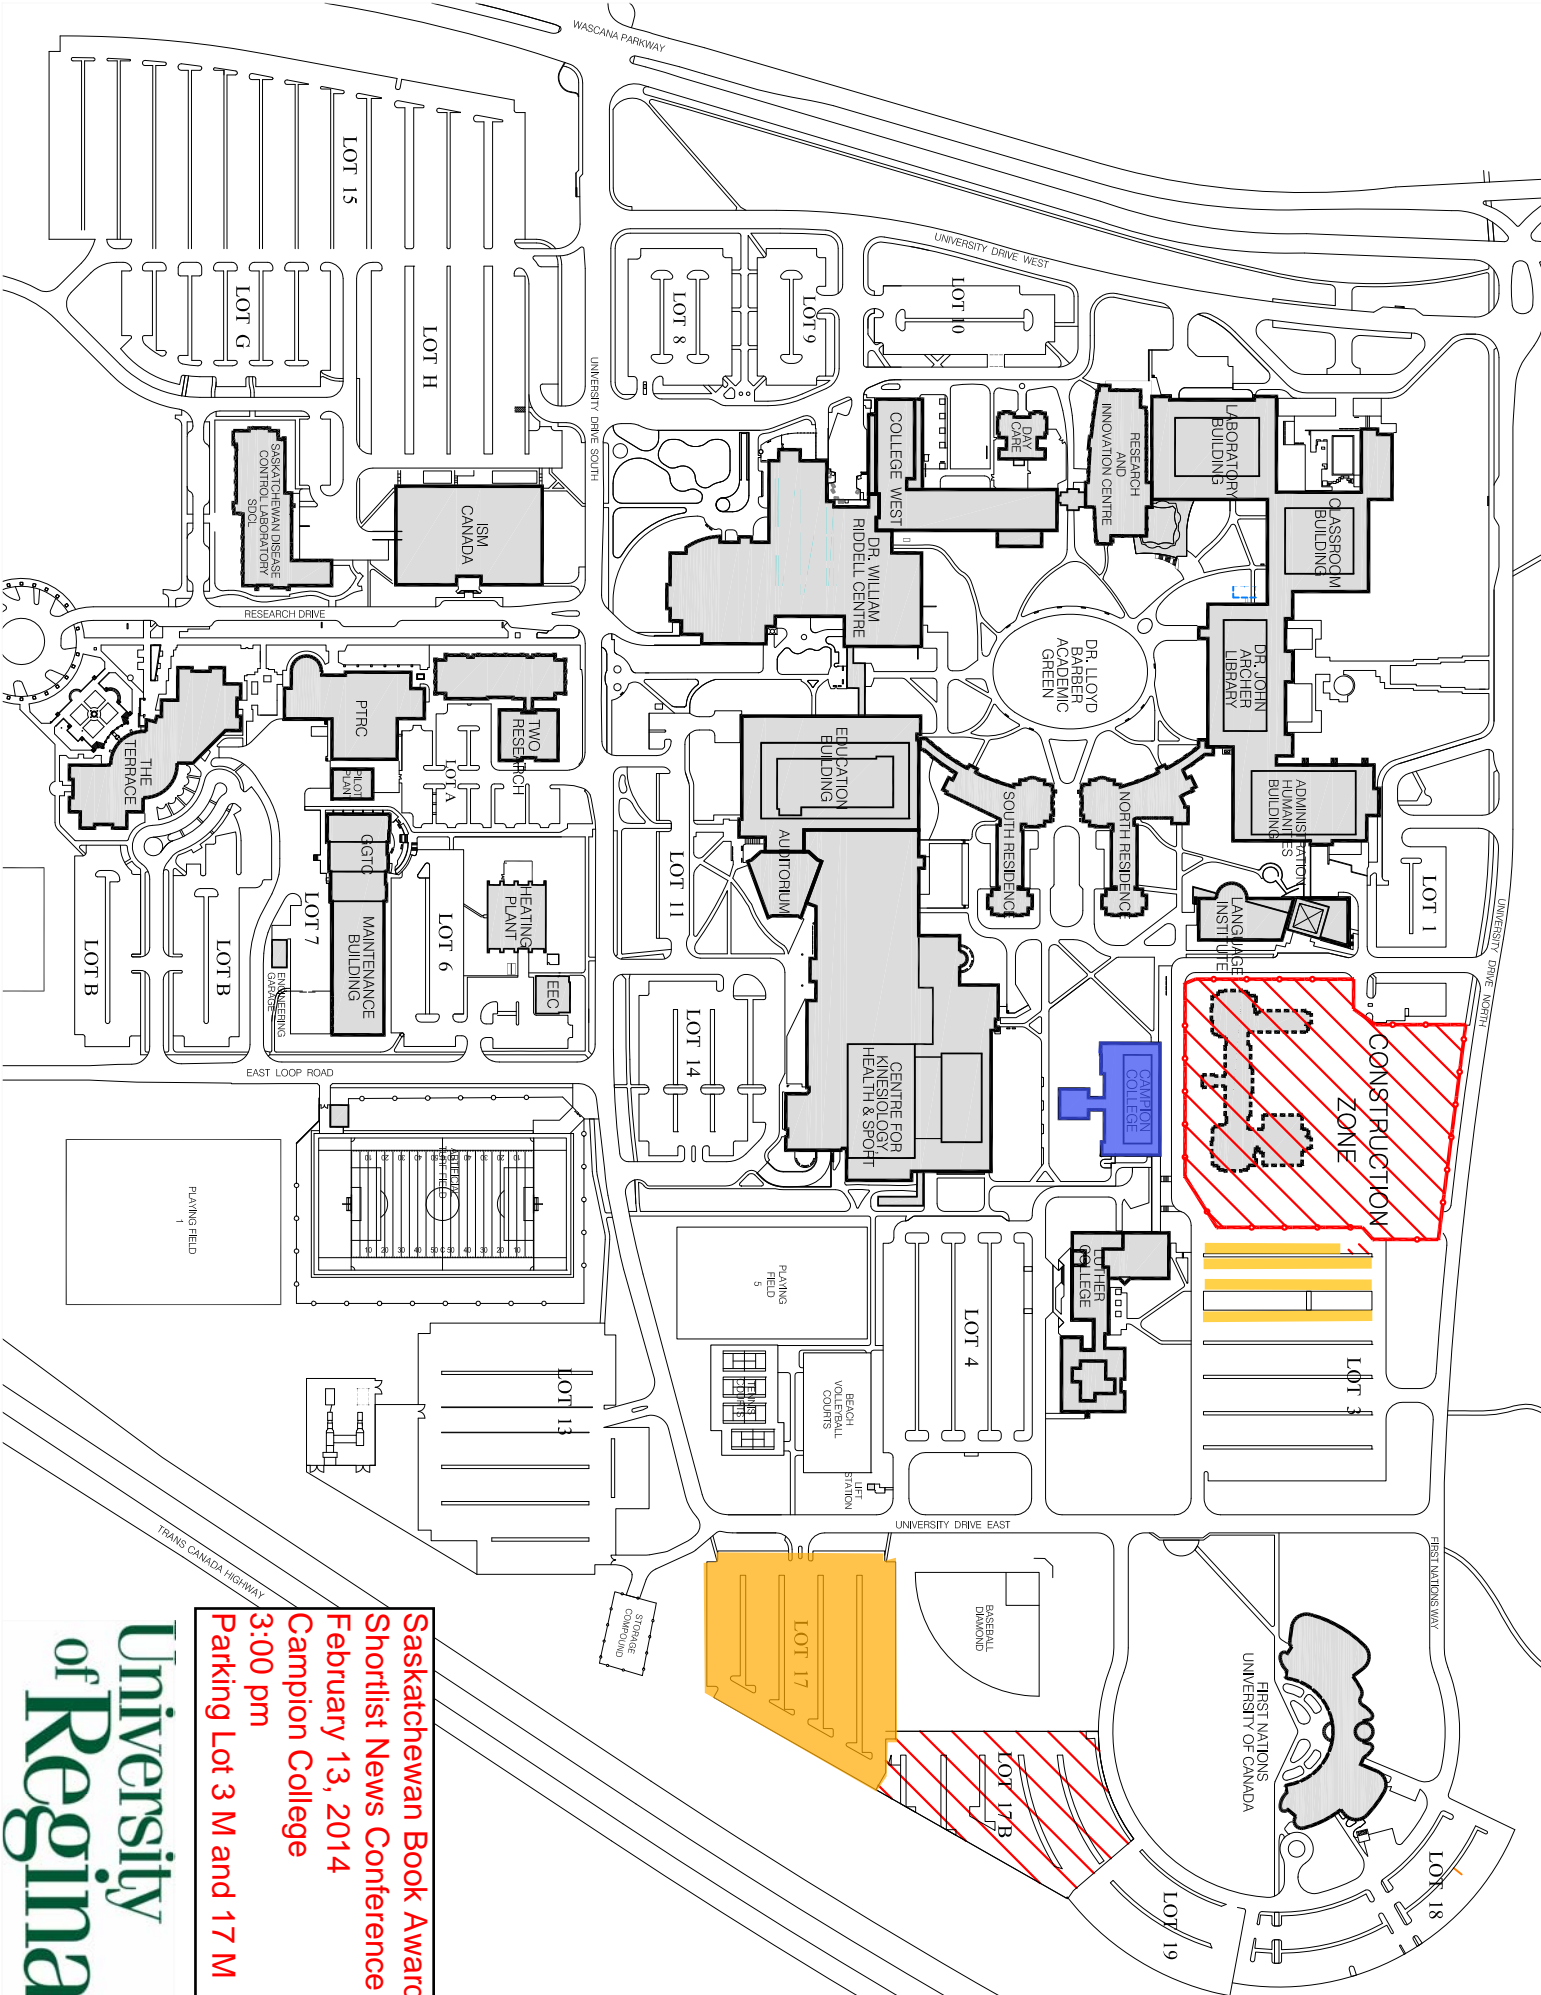 WASCANA PARKWAY
UNIVERSITY DRIVE WEST
UNIVERSITY DRIVE SOUTH
UNIVERSITY DRIVE NORTH
UNIVERSITY DRIVE EAST
FIRST NATIONS WAY
RESEARCH DRIVE
EAST LOOP ROAD
TRANS CANADA HIGHWAY
LOT 15
LOT G
LOT H
LOT 8
LOT 9
LOT 10
SASKATCHEWAN DISEASE
CONTROL LABORATORY
SDCL
ISM
CANADA
COLLEGE WEST
DAY
CARE
RESEARCH
AND
INNOVATION CENTRE
LABORATORY
BUILDING
CLASSROOM
BUILDING
DR. WILLIAM
RIDDELL CENTRE
DR. LLOYD
BARBER
ACADEMIC
GREEN
DR. JOHN
ARCHER
LIBRARY
THE
TERRACE
PTRC
PILOT
PLANT
TWO
RESEARCH
LOT A
GGTC
MAINTENANCE
BUILDING
HEATING
PLANT
EEC
ENGINEERING
GARAGE
LOT B
LOT B
LOT 7
LOT 6
LOT 11
EDUCATION
BUILDING
AUDITORIUM
SOUTH RESIDENCE
NORTH RESIDENCE
ADMINISTRATION
HUMANITIES
BUILDING
LANGUAGE
INSTITUTE
LOT 1
LOT 14
CENTRE FOR
KINESIOLOGY,
HEALTH & SPORT
CAMPION
COLLEGE
CONSTRUCTION
ZONE
PLAYING FIELD
1
ARTIFICIAL
TURF FIELD
PLAYING
FIELD
5
LOT 4
LUTHER
COLLEGE
LOT 3
LOT 13
TENNIS
COURTS
BEACH
VOLLEYBALL
COURTS
LIFT
STATION
STORAGE
COMPOUND
LOT 17
BASEBALL
DIAMOND
LOT 17B
FIRST NATIONS
UNIVERSITY OF CANADA
LOT 18
LOT 19
Saskatchewan Book Award
Shortlist News Conference
February 13, 2014
Campion College
3:00 pm
Parking Lot 3 M and 17 M
University
of Regina